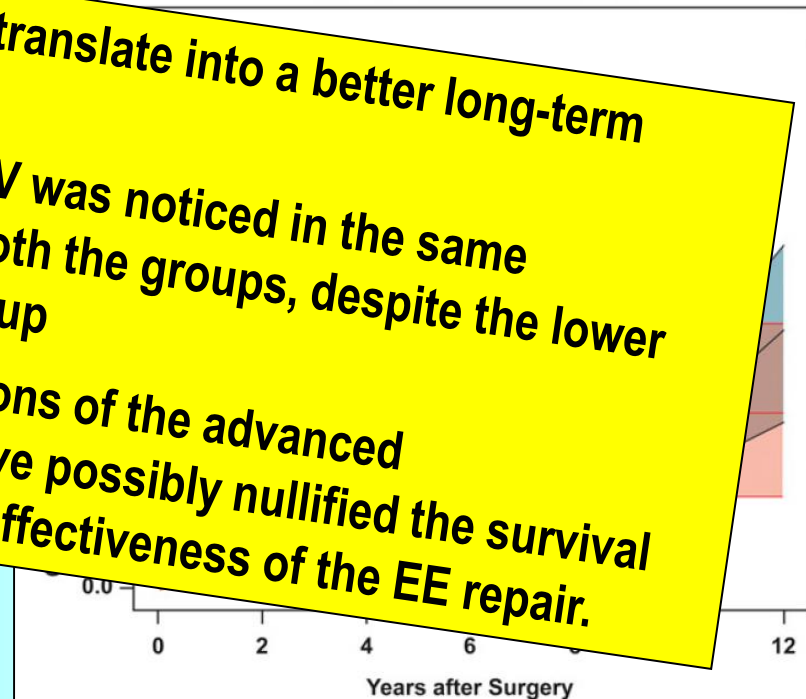 translate into a better long-term
V was noticed in the same
oth the groups, despite the lower
up
ons of the advanced
ve possibly nullified the survival
ffectiveness of the EE repair.
0.0
0 2 4 6 12
Years after Surgery